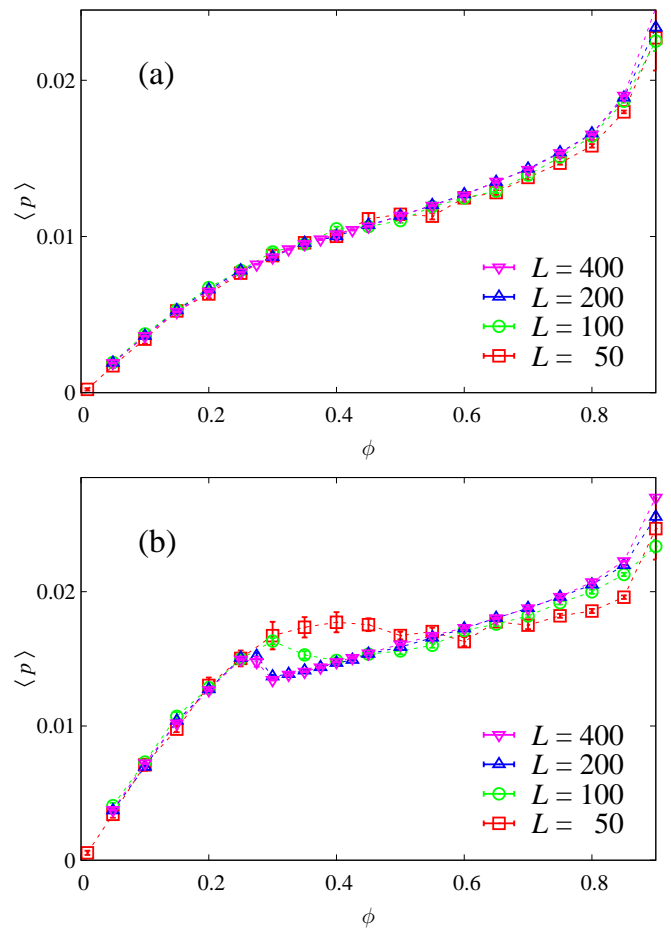 (a)
⟨ p ⟩
0.02
0.01
0
L = 400
L = 200
L = 100
L = 50
0 0.2 0.4 0.6 0.8
ϕ
(b)
⟨ p ⟩
0.02
0.01
0
L = 400
L = 200
L = 100
L = 50
0 0.2 0.4 0.6 0.8
ϕ